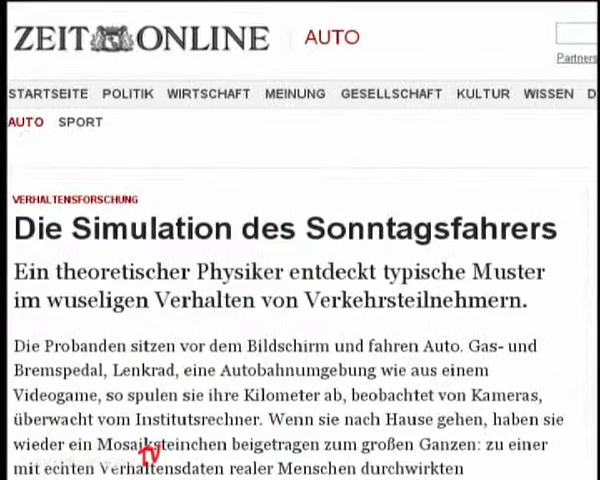 ZEIT ONLINE AUTO
Partners
STARTSEITE POLITIK WIRTSCHAFT MEINUNG GESELLSCHAFT KULTUR WISSEN D
AUTO SPORT
VERHALTENSFORSCHUNG
Die Simulation des Sonntagsfahrers
Ein theoretischer Physiker entdeckt typische Muster
im wuseligen Verhalten von Verkehrsteilnehmern.
Die Probanden sitzen vor dem Bildschirm und fahren Auto. Gas- und
Bremspedal, Lenkrad, eine Autobahnumgebung wie aus einem
Videogame, so spulen sie ihre Kilometer ab, beobachtet von Kameras,
überwacht vom Institutsrechner. Wenn sie nach Hause gehen, haben sie
wieder ein Mosaiksteinchen beigetragen zum großen Ganzen: zu einer
TV
mit echten Verhaltensdaten realer Menschen durchwirkten